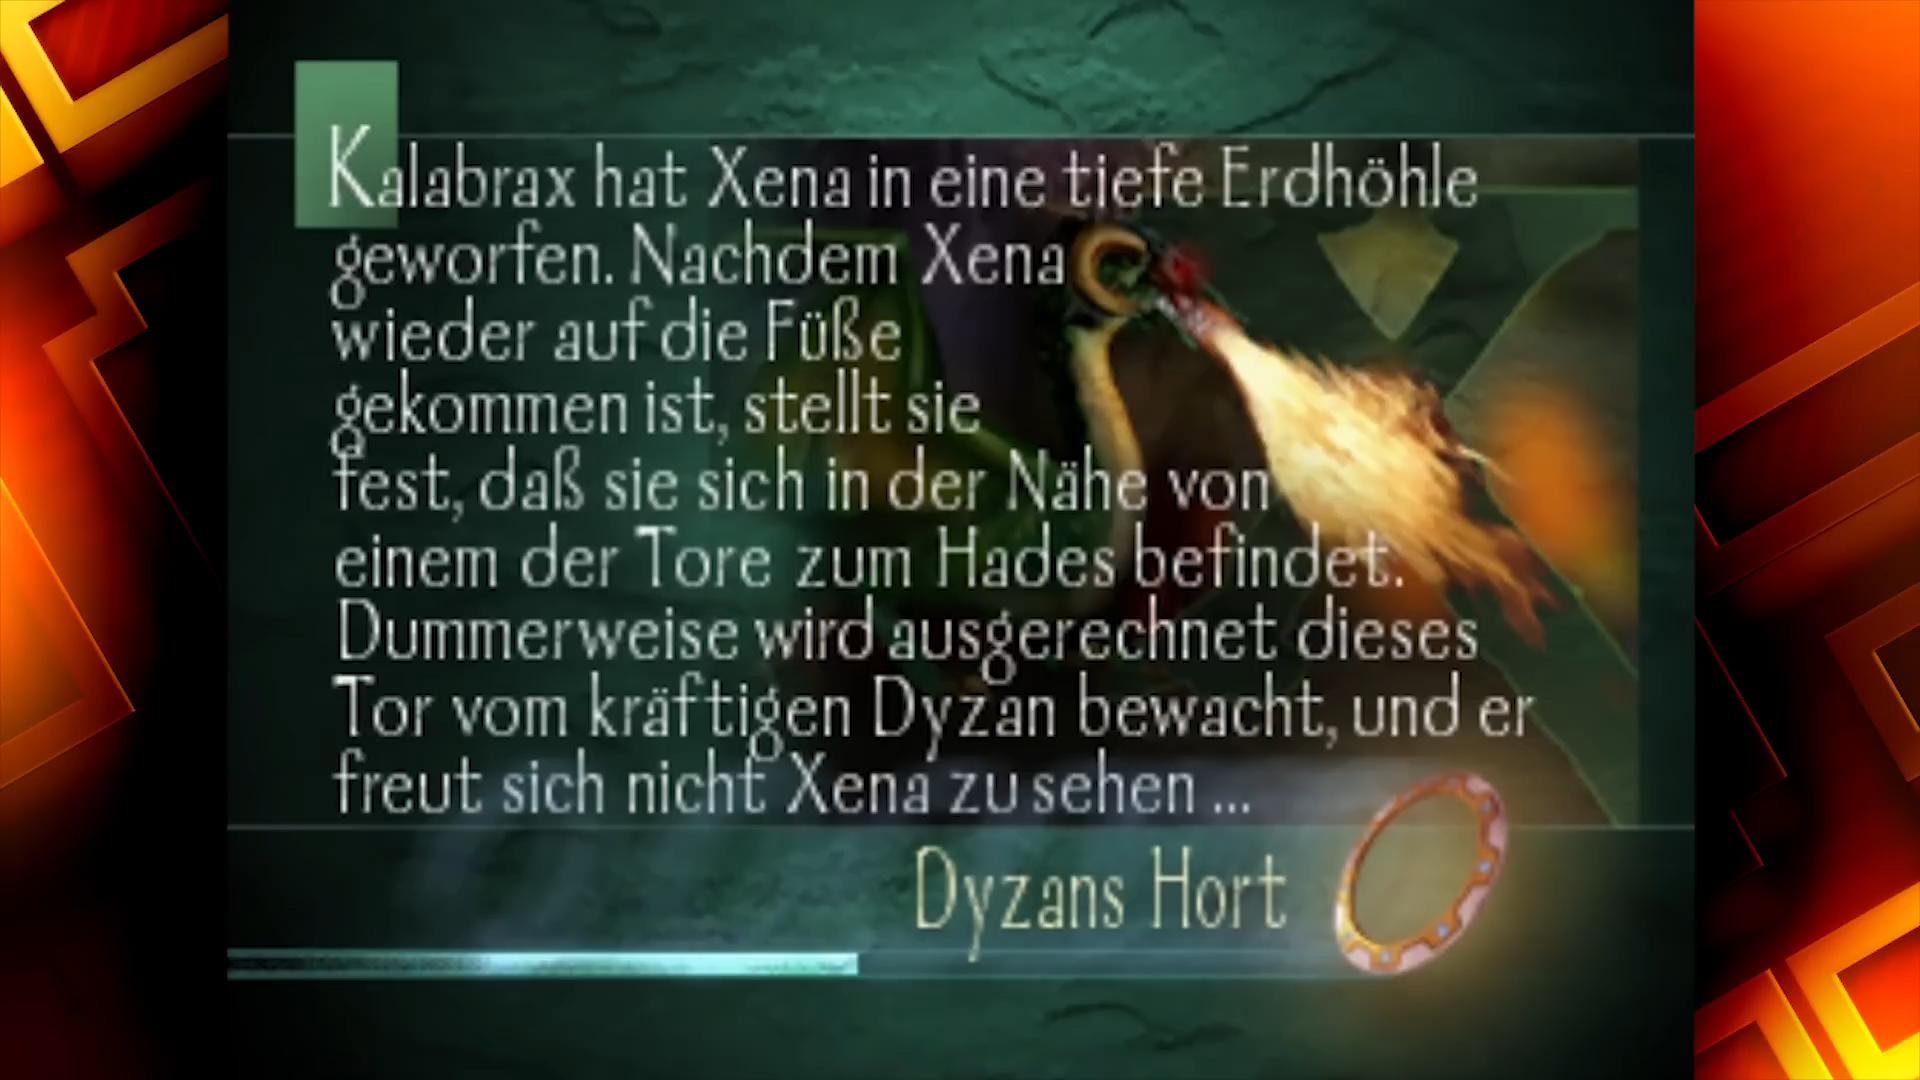 Kalabrax hat Xena in eine tiefe Erdhöhle
geworfen. Nachdem Xena
wieder auf die Füße
gekommen ist, stellt sie
fest, daß sie sich in der Nähe von
einem der Tore zum Hades befindet.
Dummerweise wird ausgerechnet dieses
Tor vom kräftigen Dyzan bewacht, und er
freut sich nicht Xena zu sehen ...
Dyzans Hort